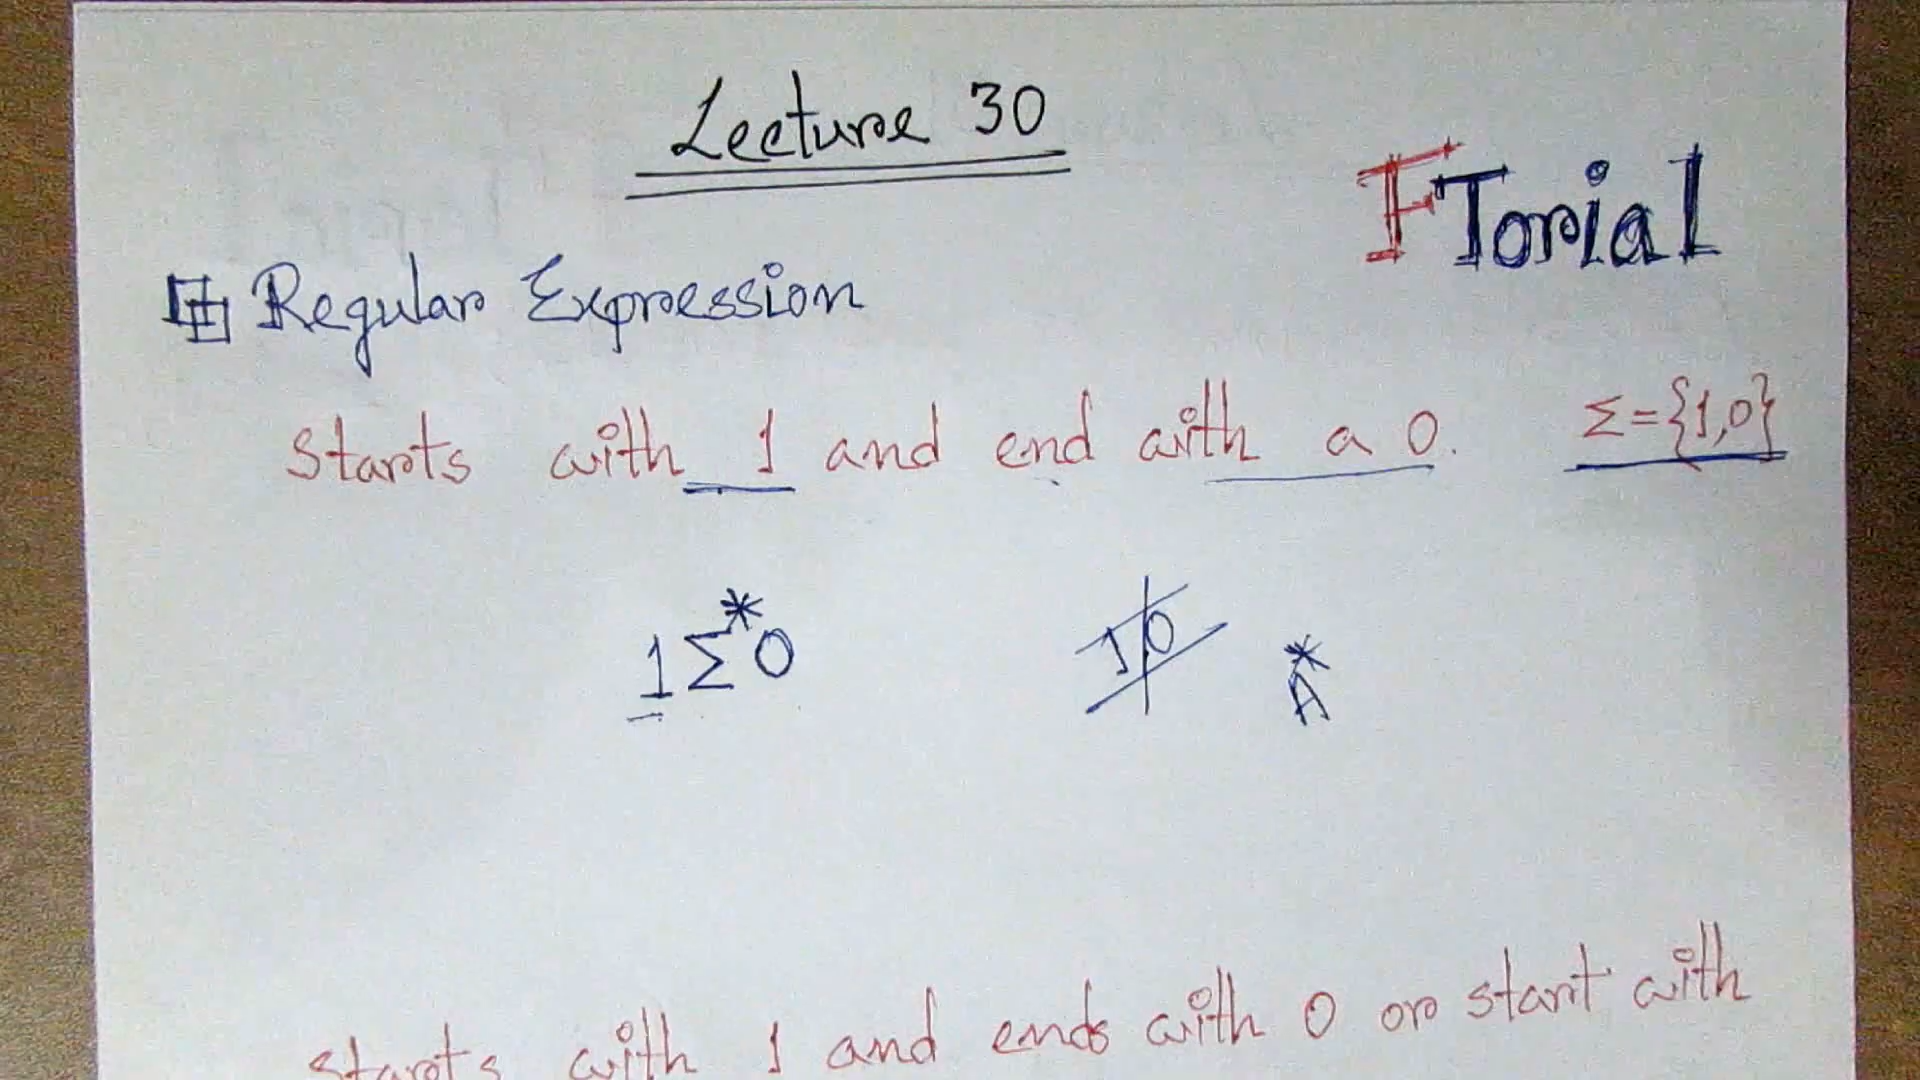 Lecture 30
FTorial
Regular Expression
Starts with 1 and end with a 0. Σ={1,0}
1Σ*0 10 *
A
starts with 1 and ends with 0 or start with